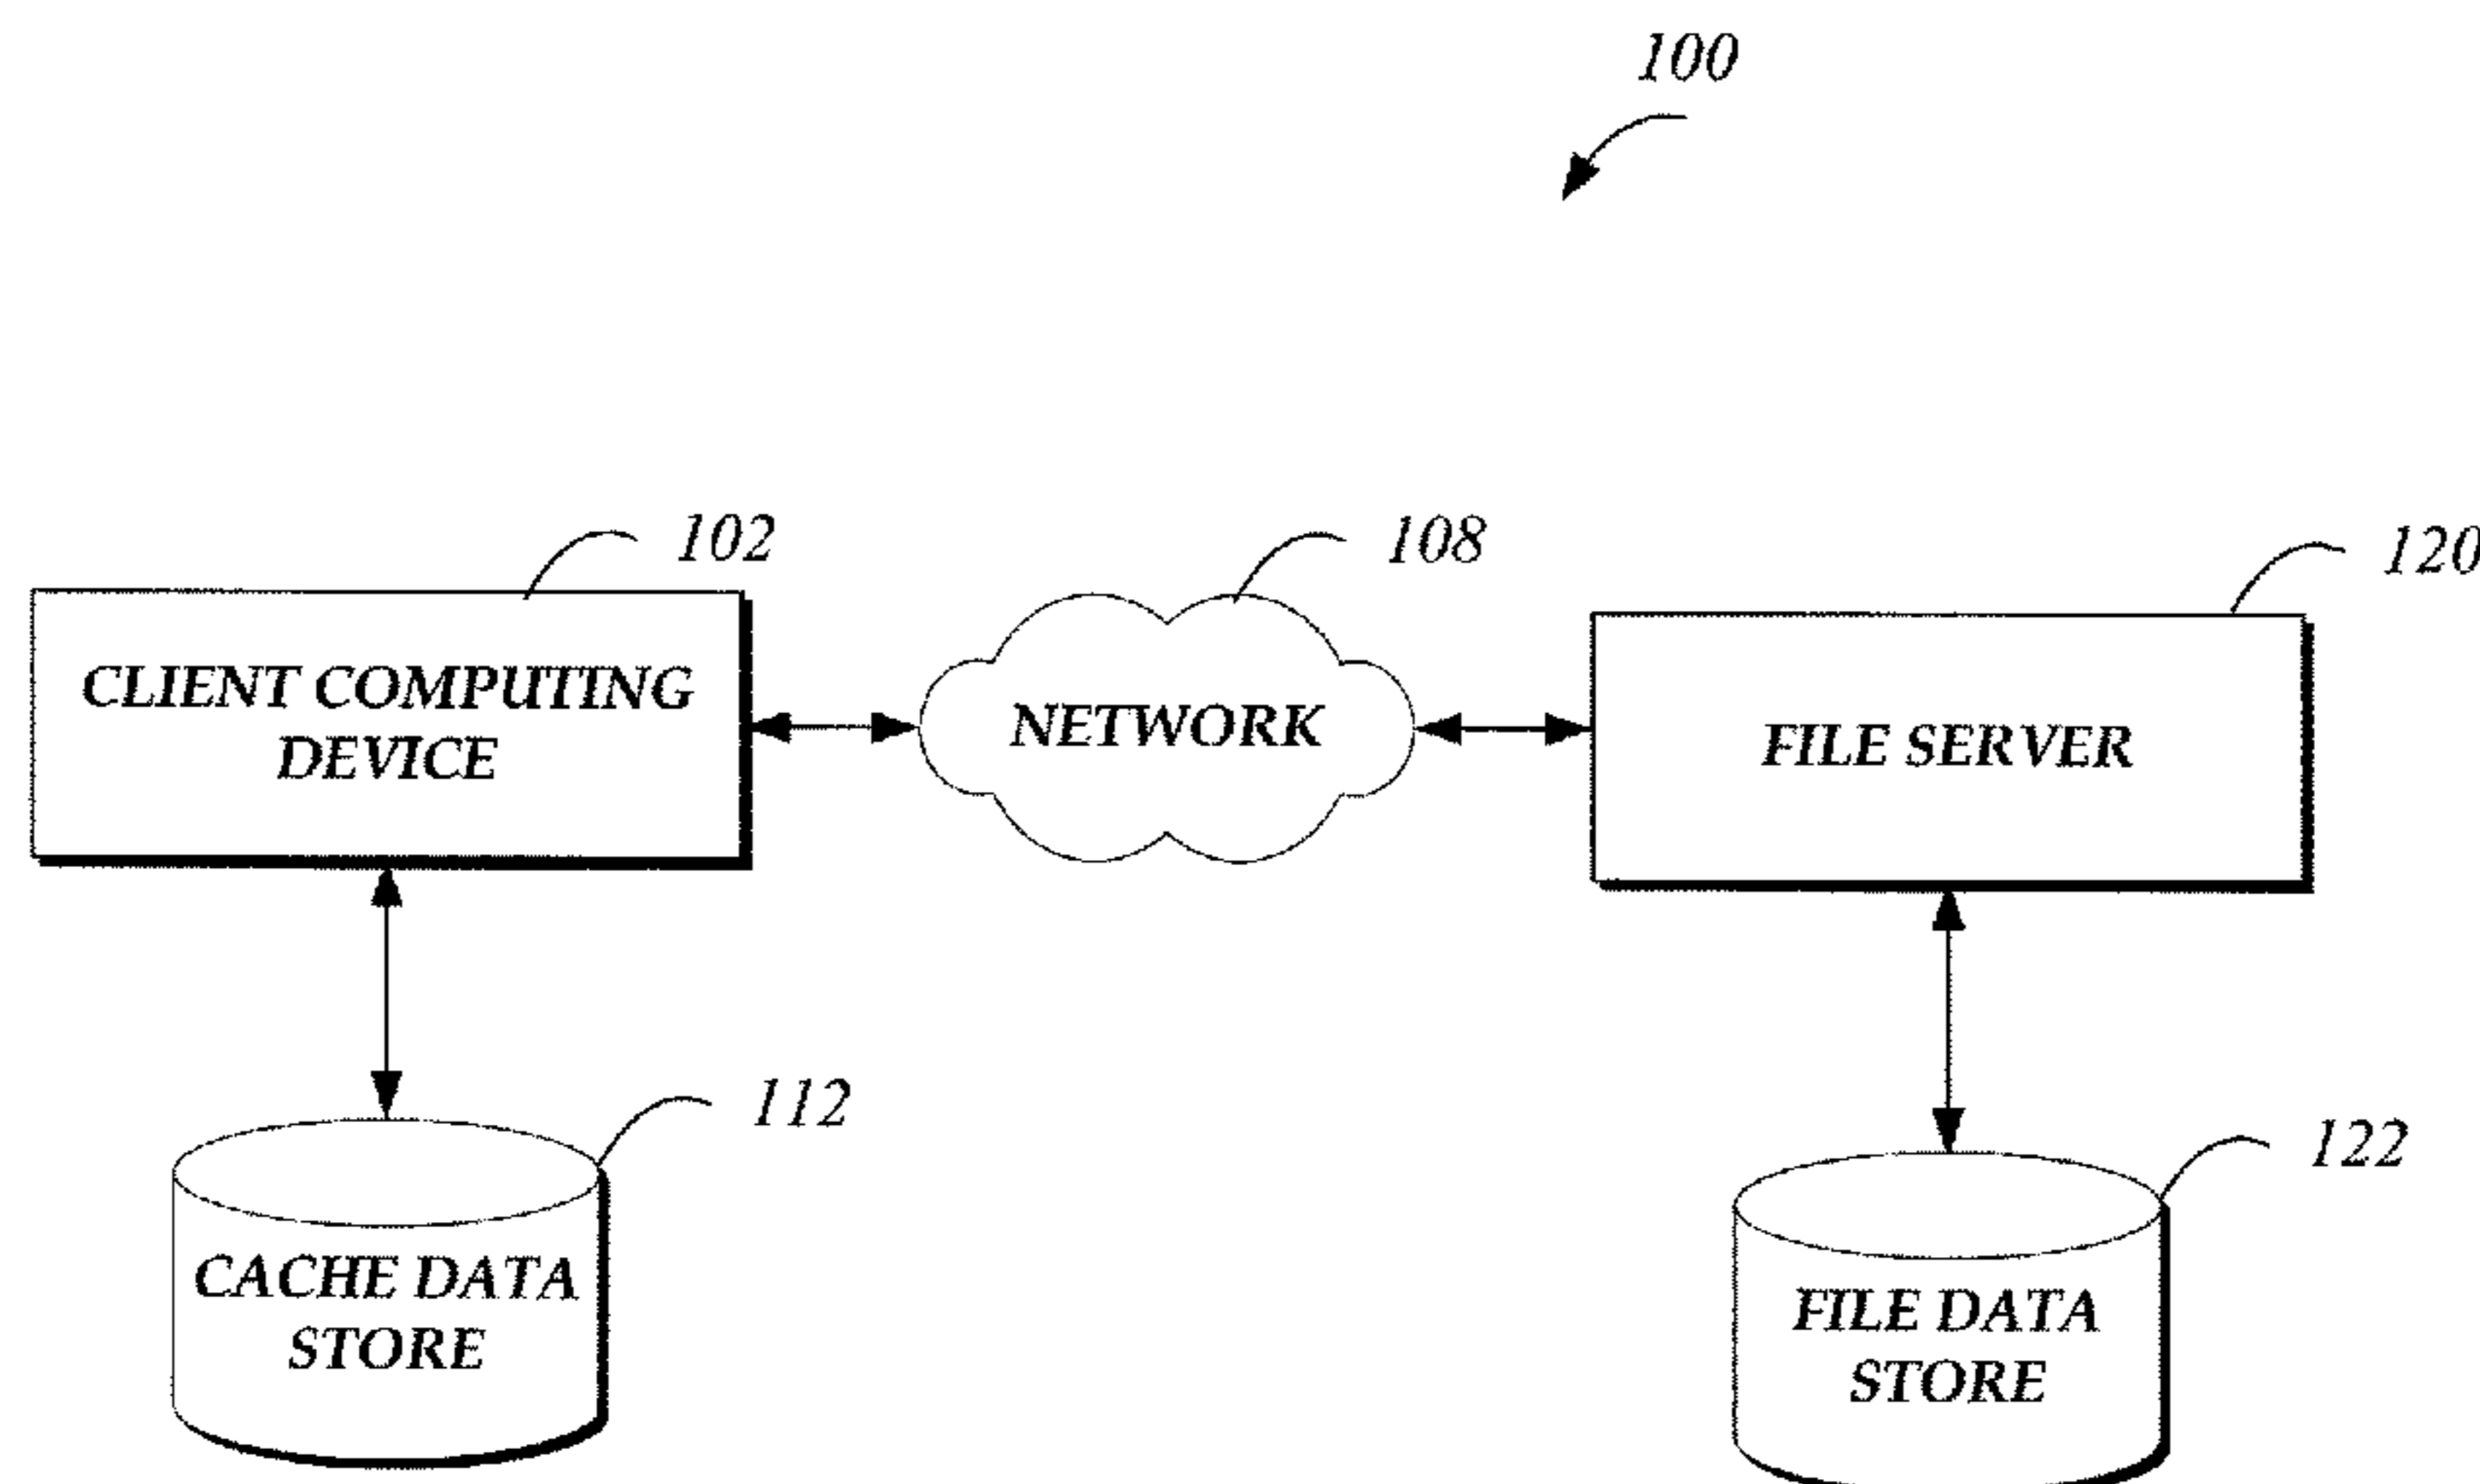 100
102
108
120
CLIENT COMPUTING
DEVICE
NETWORK
FILE SERVER
112
122
CACHE DATA
STORE
FILE DATA
STORE